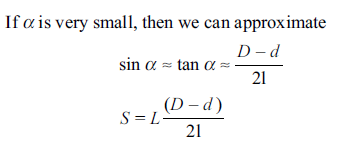 If α is very small, then we can approximate
sin α ≈ tan α ≈ D – d / 2l
S = L (D – d) / 2l